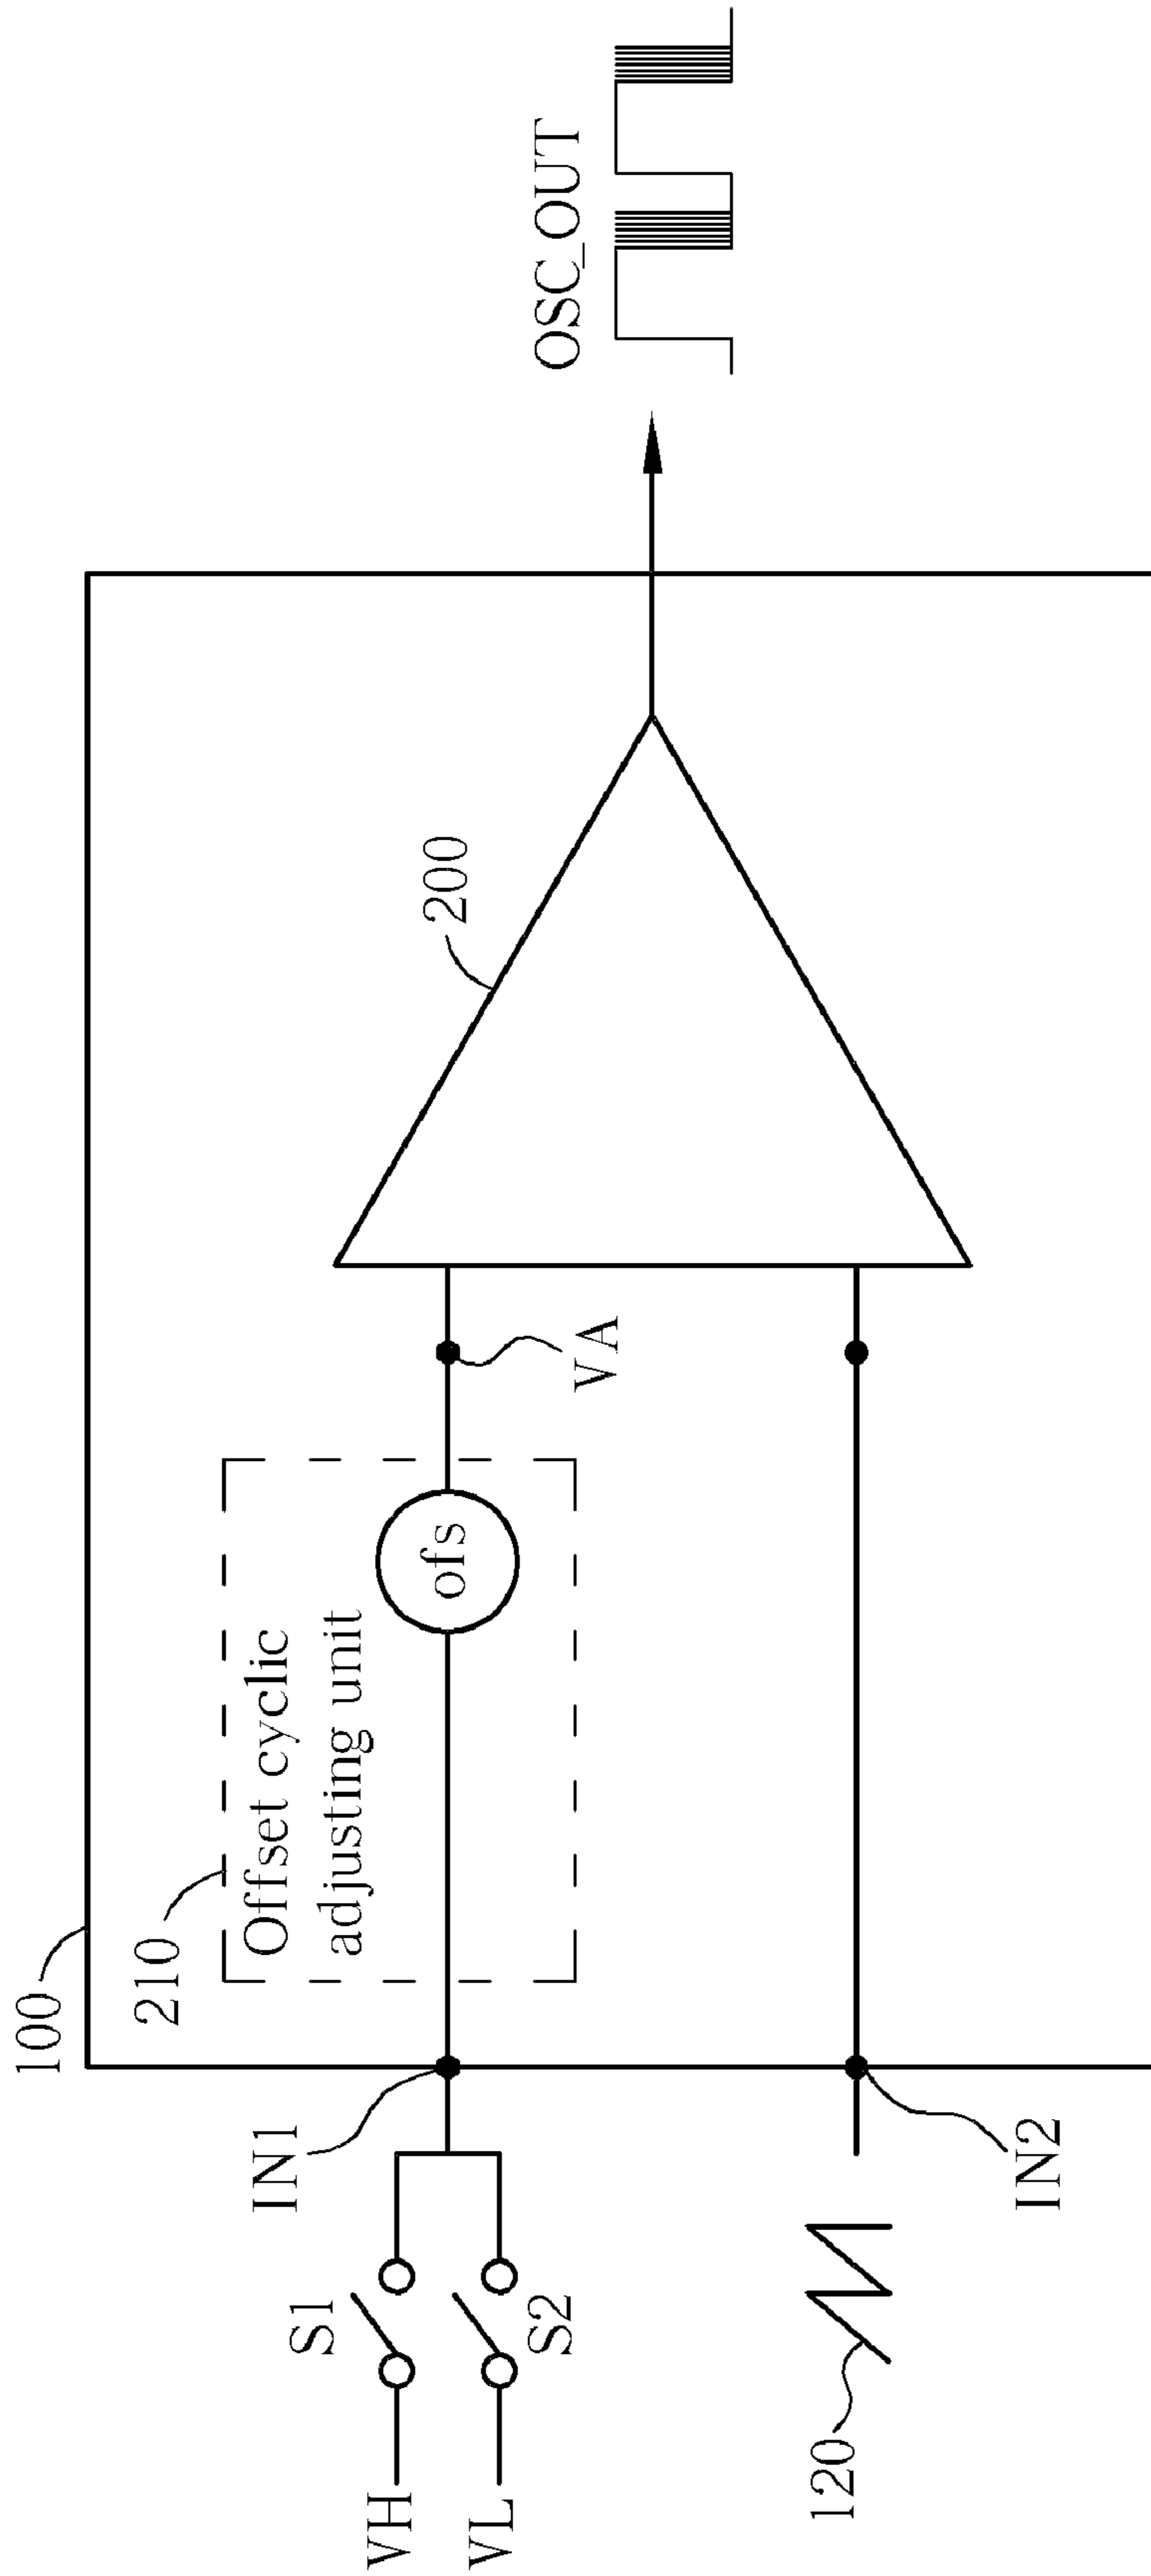 100
210
Offset cyclic
adjusting unit
ofs
VA
200
OSC_OUT
IN1
S1
VH
VL
S2
120
IN2